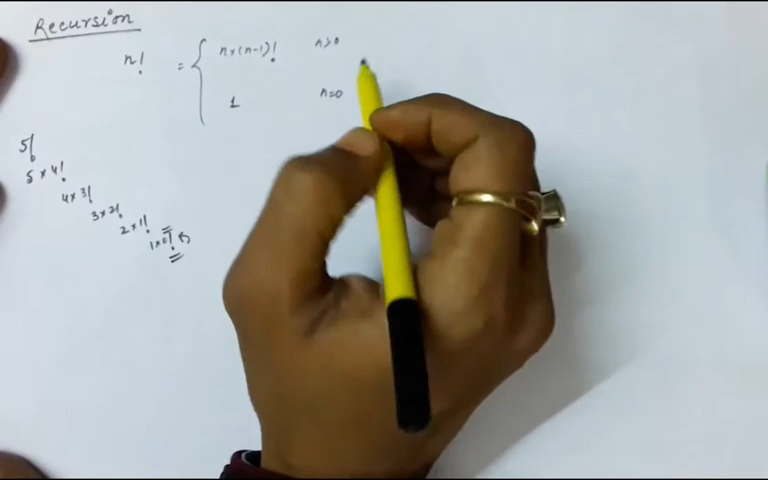 Recursion
n! = { n×(n-1)! n>0
1 n=0
5!
5 × 4!
4×3!
3×2!
2×1!
1×0!